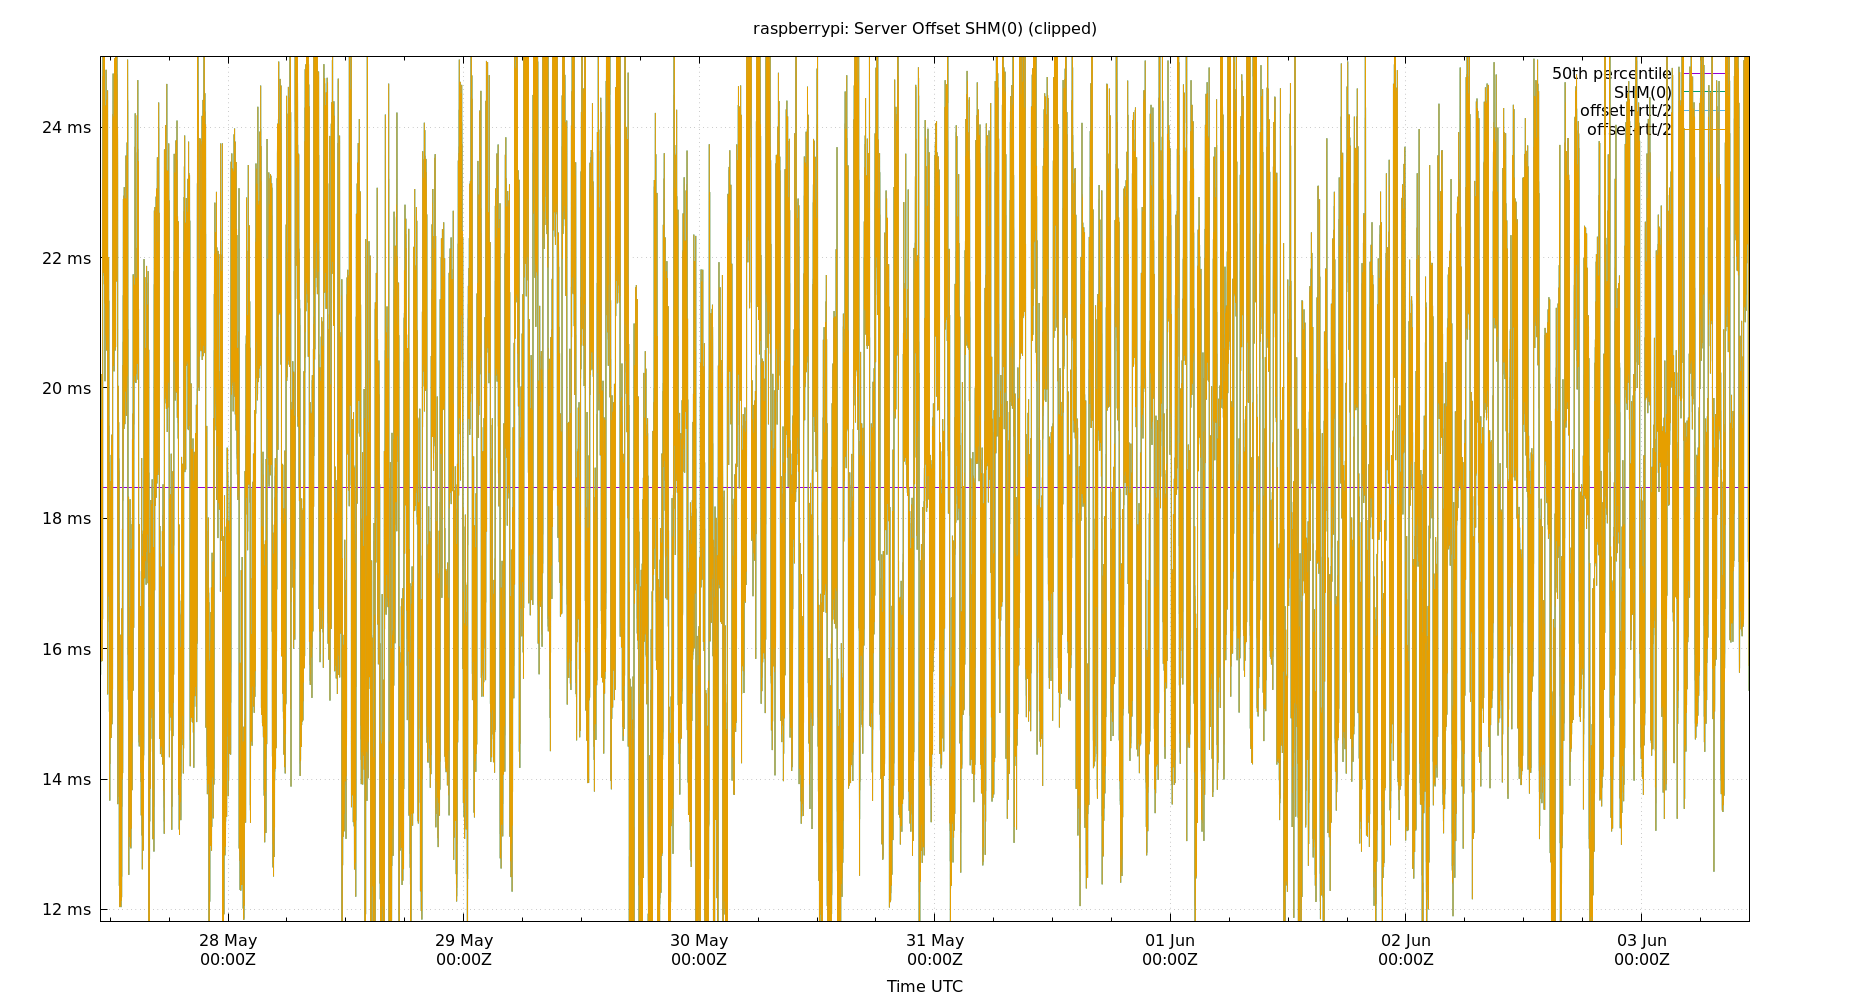 raspberrypi: Server Offset SHM(0) (clipped)
50th percentile
SHM(0)
offset+rtt/2
offset-rtt/2
24 ms
22 ms
20 ms
18 ms
16 ms
14 ms
12 ms
28 May 29 May 30 May 31 May 01 Jun 02 Jun 03 Jun
00:00Z 00:00Z 00:00Z 00:00Z 00:00Z 00:00Z 00:00Z
Time UTC